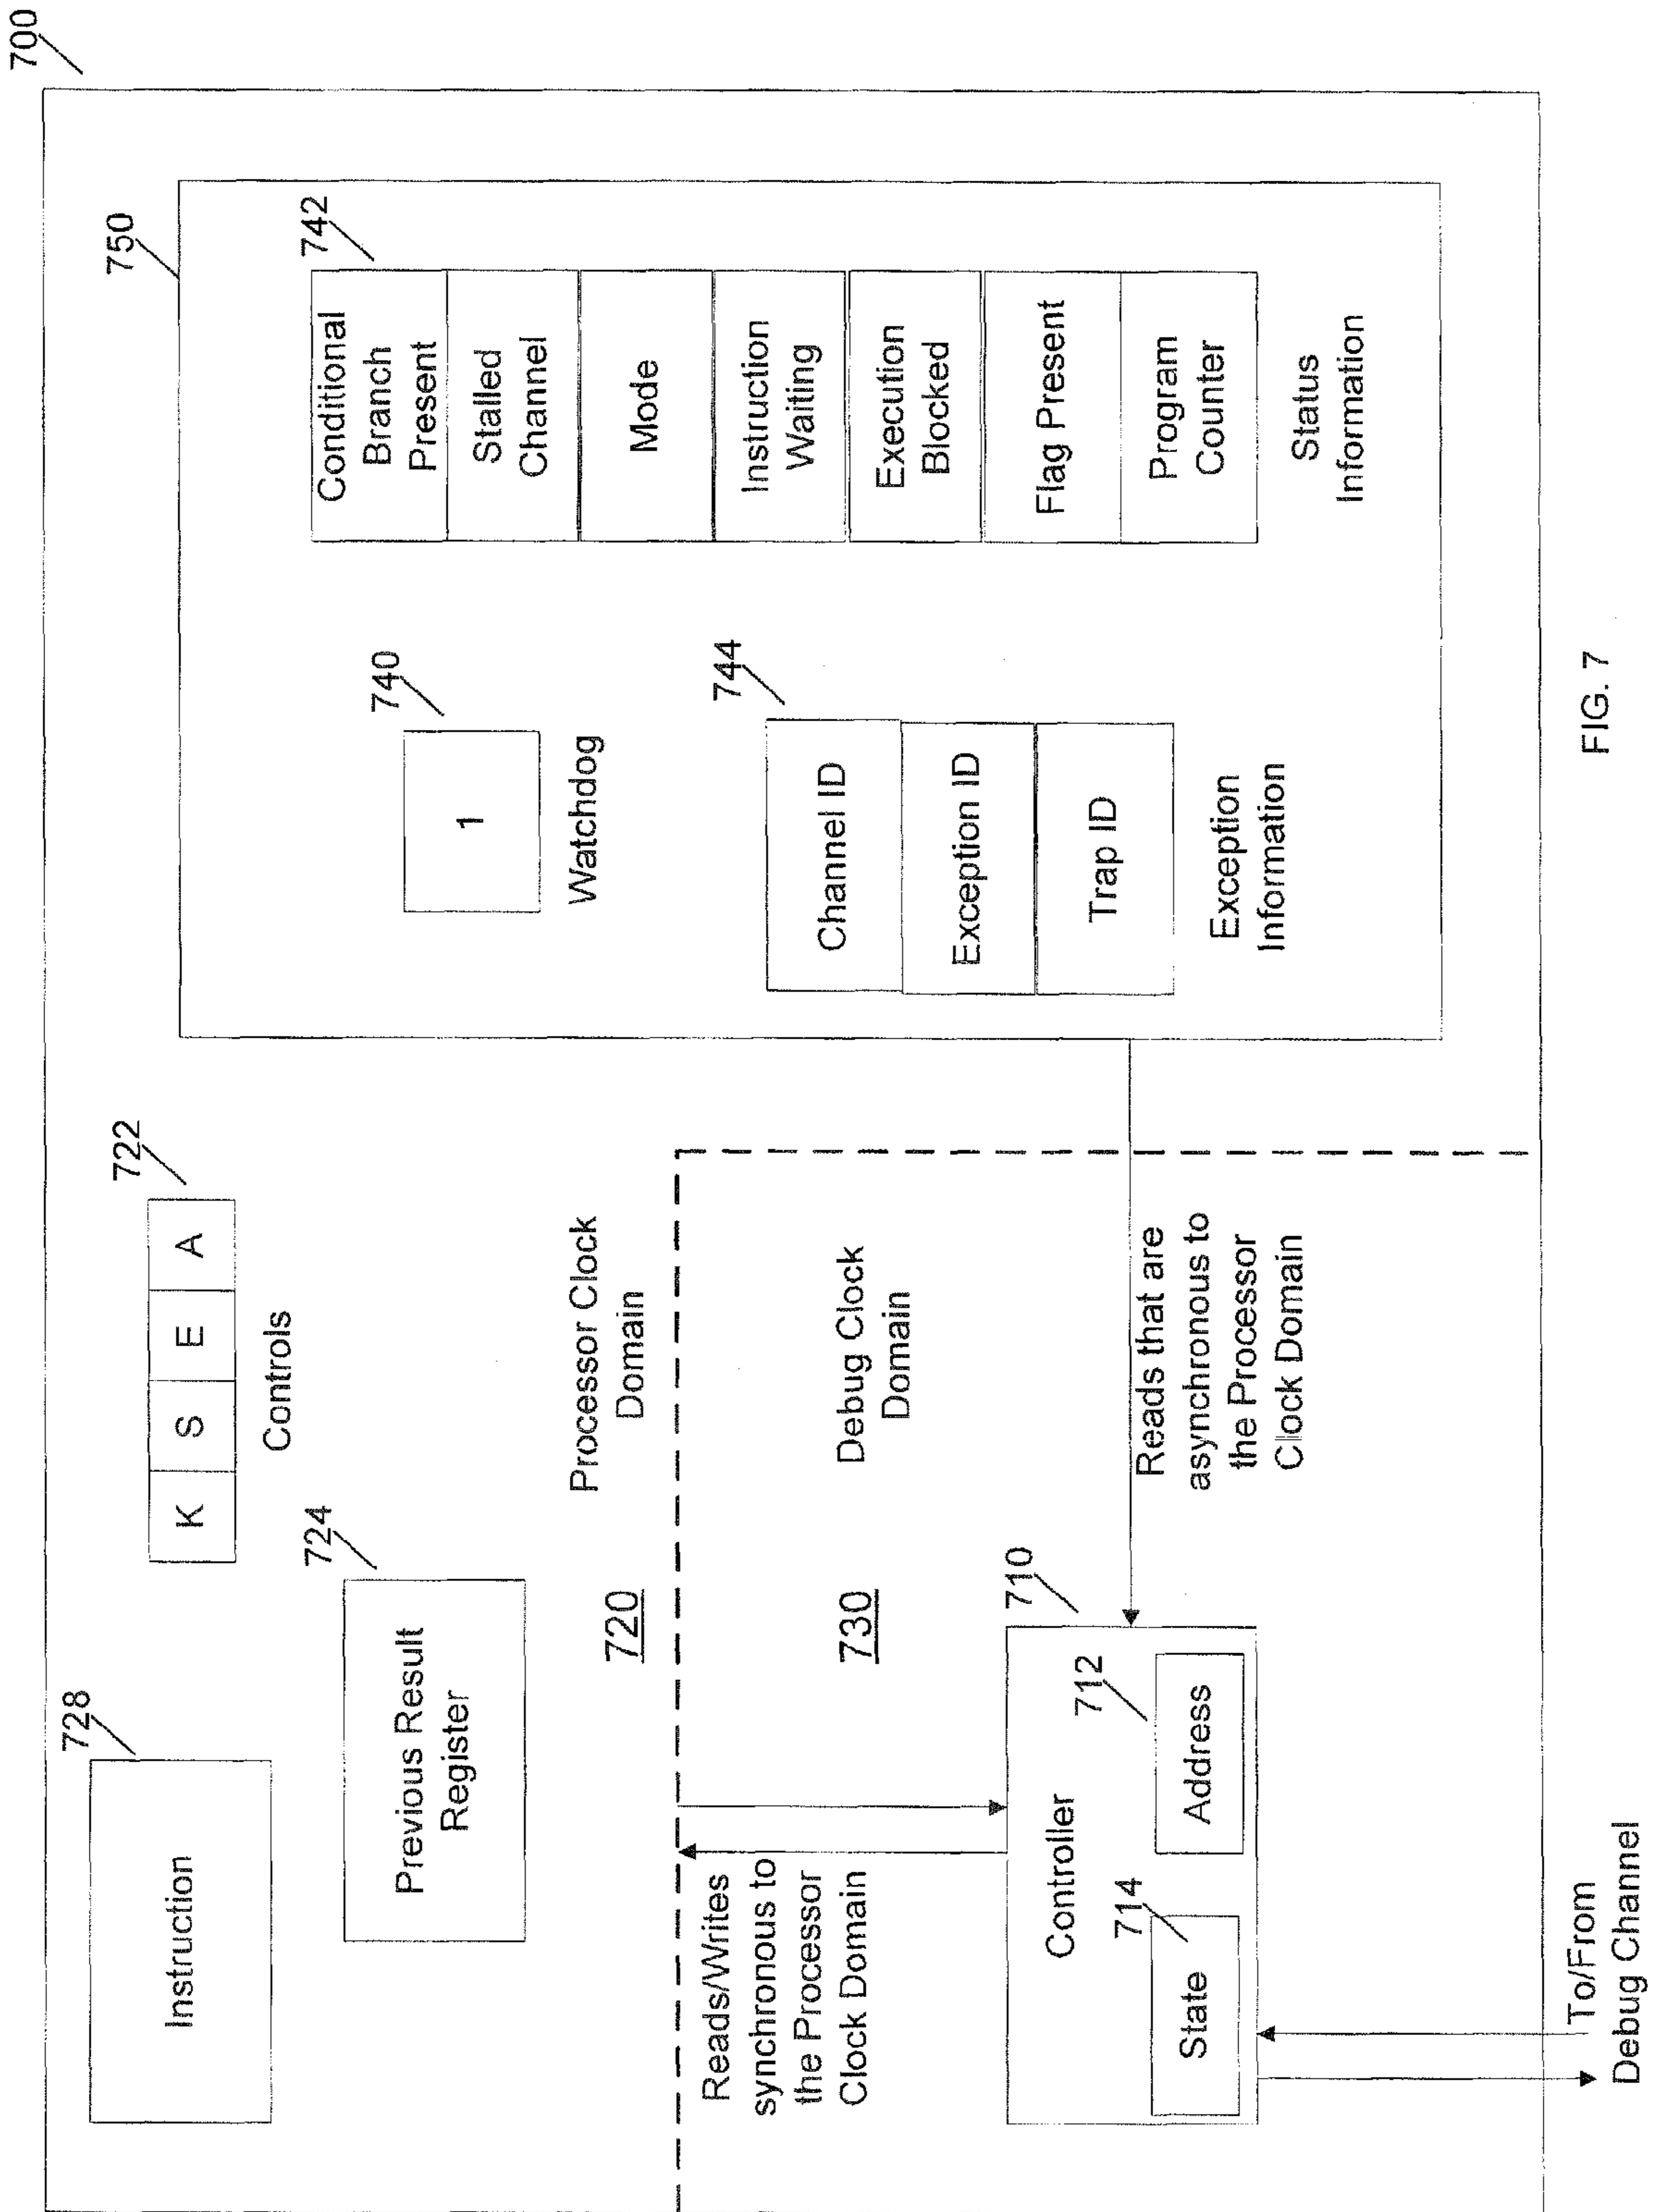 700
728
Instruction
724
Previous Result
Register
722
K S E A
Controls
750
740
1
Watchdog
742
Conditional
Branch
Present
Stalled
Channel
Mode
Instruction
Waiting
Execution
Blocked
Flag Present
Program
Counter
Status
Information
744
Channel ID
Exception ID
Trap ID
Exception
Information
720
Processor Clock
Domain
730
Debug Clock
Domain
Reads/Writes
synchronous to
the Processor
Clock Domain
710
Controller
714
State
712
Address
Reads that are
asynchronous to
the Processor
Clock Domain
To/From
Debug Channel
FIG. 7